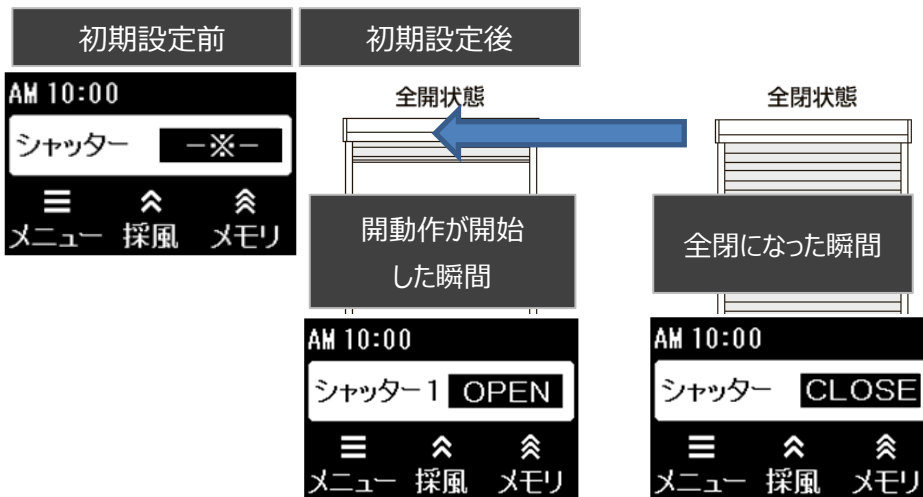 初期設定前
初期設定後
AM 10:00
シャッター －※－
メニュー 採風 メモリ
全開状態
全閉状態
開動作が開始
した瞬間
全閉になった瞬間
AM 10:00
シャッター1 OPEN
メニュー 採風 メモリ
AM 10:00
シャッター CLOSE
メニュー 採風 メモリ